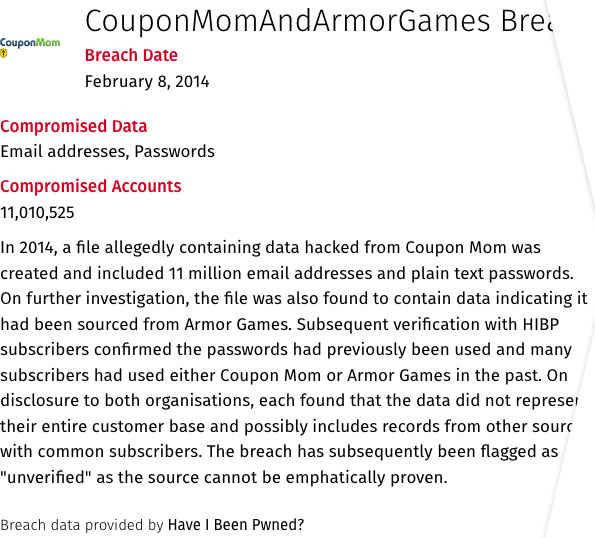 CouponMomAndArmorGames
CouponMom
Breach Date
February 8, 2014
Compromised Data
Email addresses, Passwords
Compromised Accounts
11,010,525
In 2014, a file allegedly containing data hacked from Coupon Mom was
created and included 11 million email addresses and plain text passwords.
On further investigation, the file was also found to contain data indicating it
had been sourced from Armor Games. Subsequent verification with HIBP
subscribers confirmed the passwords had previously been used and many
subscribers had used either Coupon Mom or Armor Games in the past. On
disclosure to both organisations, each found that the data did not
their entire customer base and possibly includes records from other
with common subscribers. The breach has subsequently been flagged as
"unverified" as the source cannot be emphatically proven.
Breach data provided by Have I Been Pwned?